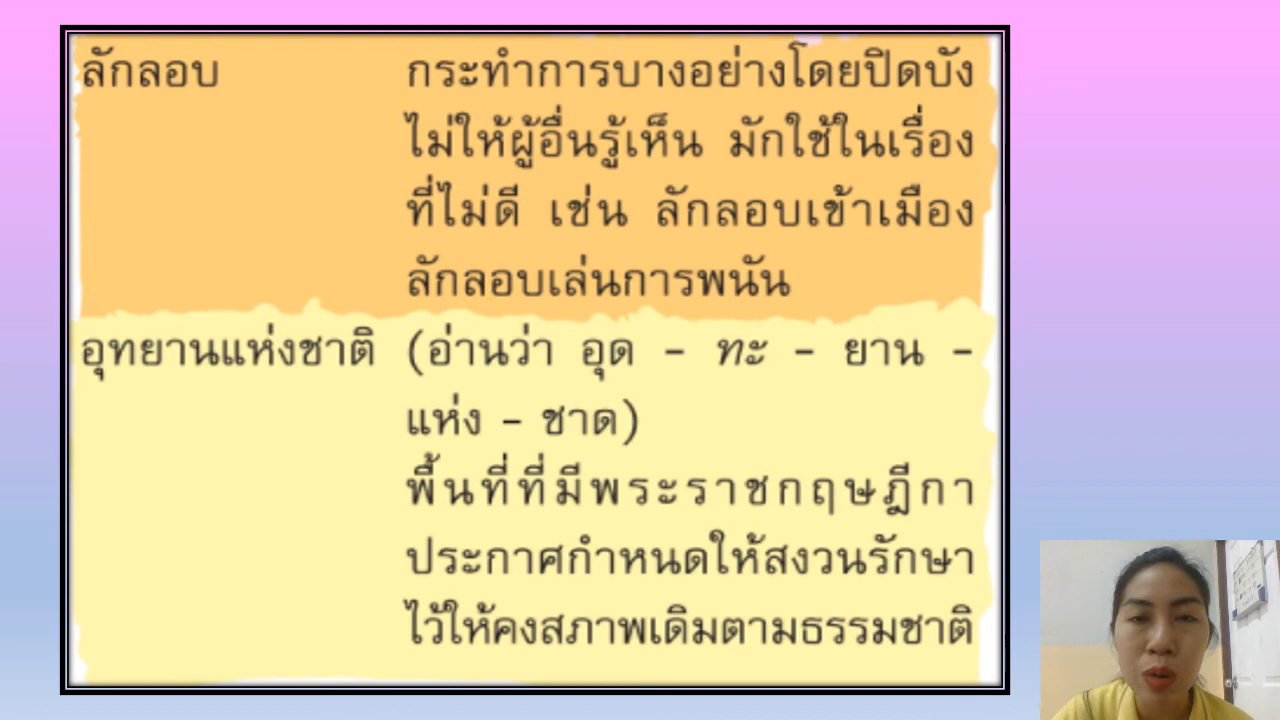 ลักลอบ กระทำการบางอย่างโดยปิดบัง
ไม่ให้ผู้อื่นรู้เห็น มักใช้ในเรื่อง
ที่ไม่ดี เช่น ลักลอบเข้าเมือง
ลักลอบเล่นการพนัน
อุทยานแห่งชาติ (อ่านว่า อุด - ทะ - ยาน -
แห่ง - ชาด)
พื้นที่ที่มีพระราชกฤษฎีกา
ประกาศกำหนดให้สงวนรักษา
ไว้ให้คงสภาพเดิมตามธรรมชาติ